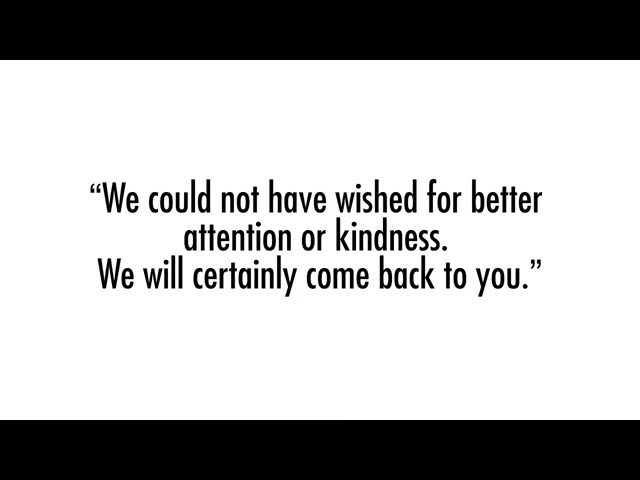 “We could not have wished for better
attention or kindness.
We will certainly come back to you.”